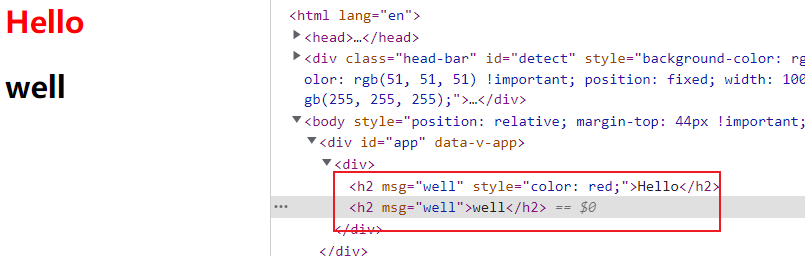 Hello
well
<html lang="en">
<head>…</head>
<div class="head-bar" id="detect" style="background-color: rg
olor: rgb(51, 51, 51) !important; position: fixed; width: 100
gb(255, 255, 255);">…</div>
<body style="position: relative; margin-top: 44px !important;
<div id="app" data-v-app>
<div>
<h2 msg="well" style="color: red;">Hello</h2>
… <h2 msg="well">well</h2> == $0
</div>
</div>